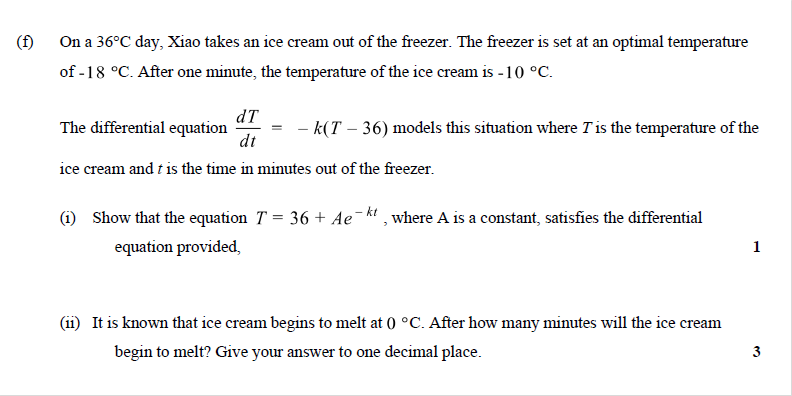 (f) On a 36°C day, Xiao takes an ice cream out of the freezer. The freezer is set at an optimal temperature
of -18 °C. After one minute, the temperature of the ice cream is -10 °C.
The differential equation dT/dt = – k(T – 36) models this situation where T is the temperature of the
ice cream and t is the time in minutes out of the freezer.
(i) Show that the equation T = 36 + Ae^(– kt) , where A is a constant, satisfies the differential
equation provided, 1
(ii) It is known that ice cream begins to melt at 0 °C. After how many minutes will the ice cream
begin to melt? Give your answer to one decimal place. 3